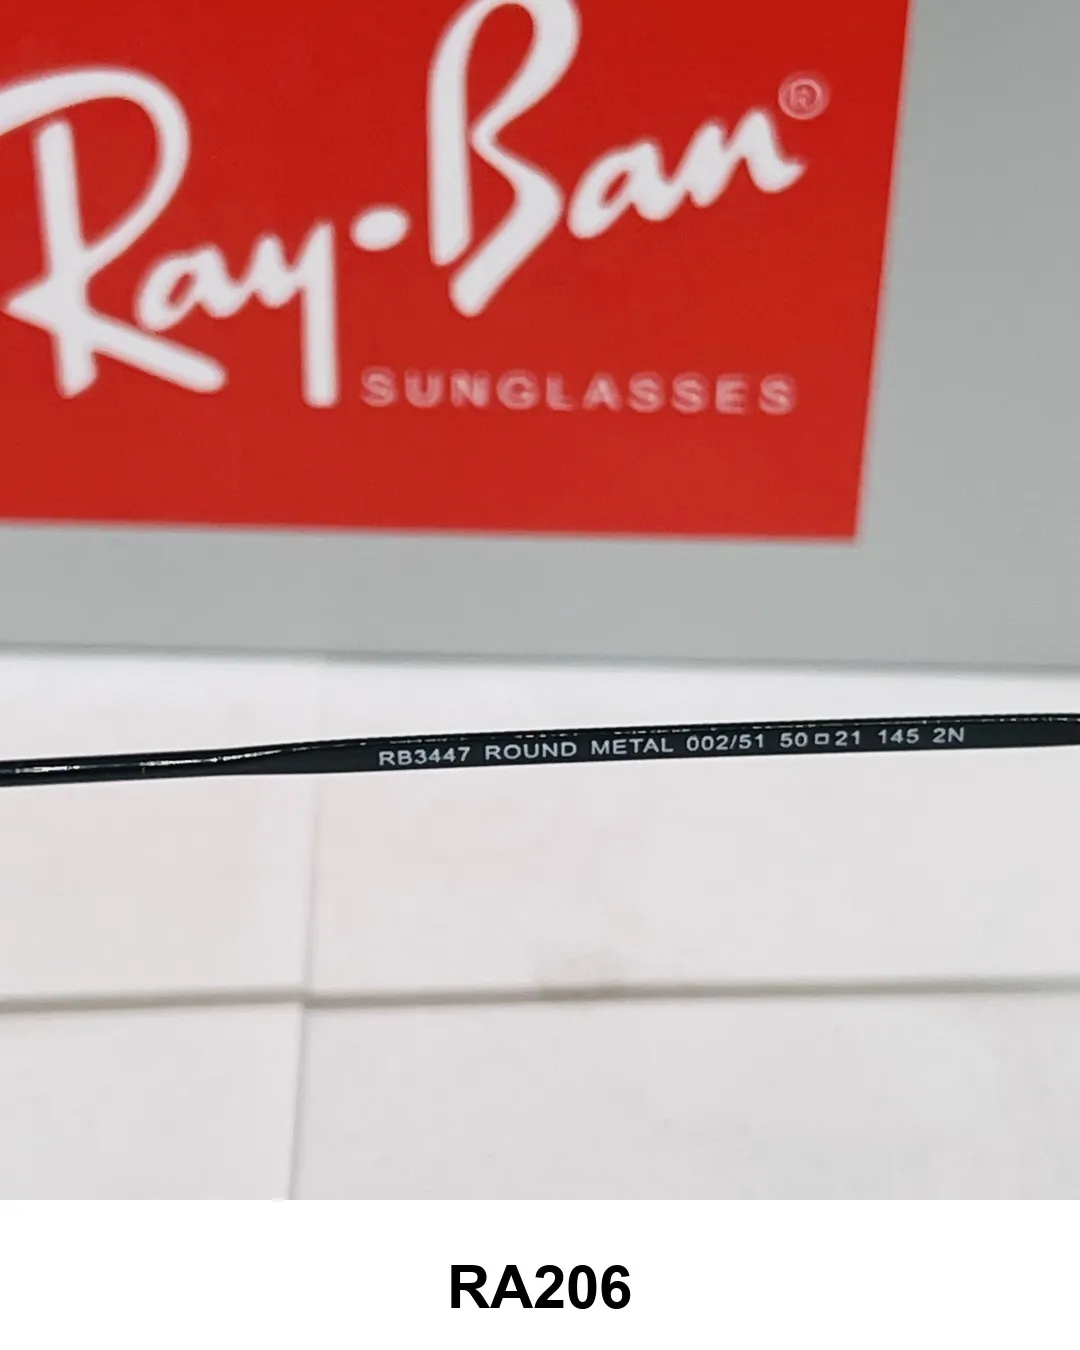 Ray-Ban®
SUNGLASSES
RB3447 ROUND METAL 002/51 50□21 145 2N
RA206